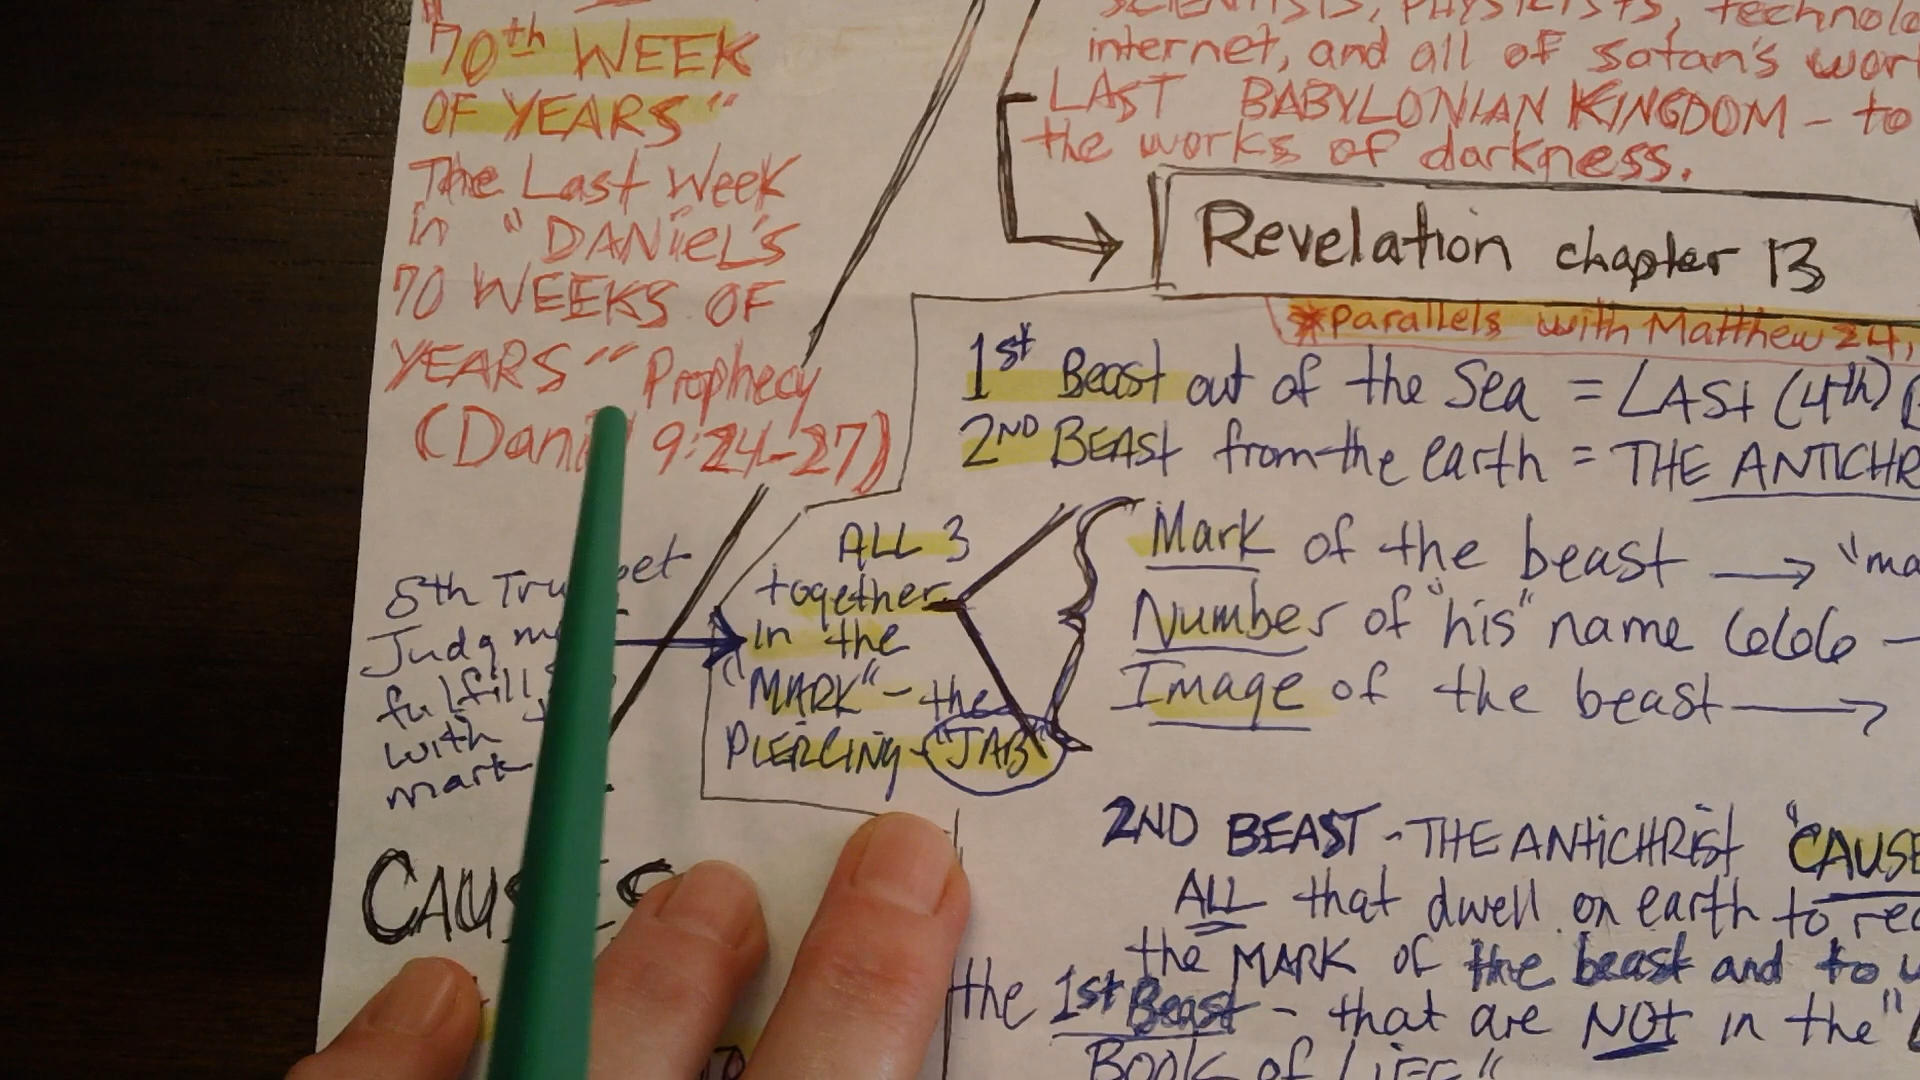 70th WEEK
OF YEARS"
The Last Week
in "DANiEL'S
70 WEEKS OF
YEARS" Prophecy
9:24-27)
5th
fulfill
with
mark
internet, and all of satan's
LAST BABYLONIAN KINGDOM - to
the works of darkness.
Revelation chapter 13
*parallels with Matthew 24,
1st Beast out of the Sea = LAST (4th)
2ND BEAST from the earth = THE
ALL 3
together
in the
"MARK" - the
PIERCING - "JAB"
Mark of the beast → "
Number of "his" name 666 -
Image of the beast →
2ND BEAST - THE ANTICHRIST "
ALL that dwell on earth to
the MARK of the beast and to
the 1st Beast - that are NOT in the "
BOOK of LIFE"